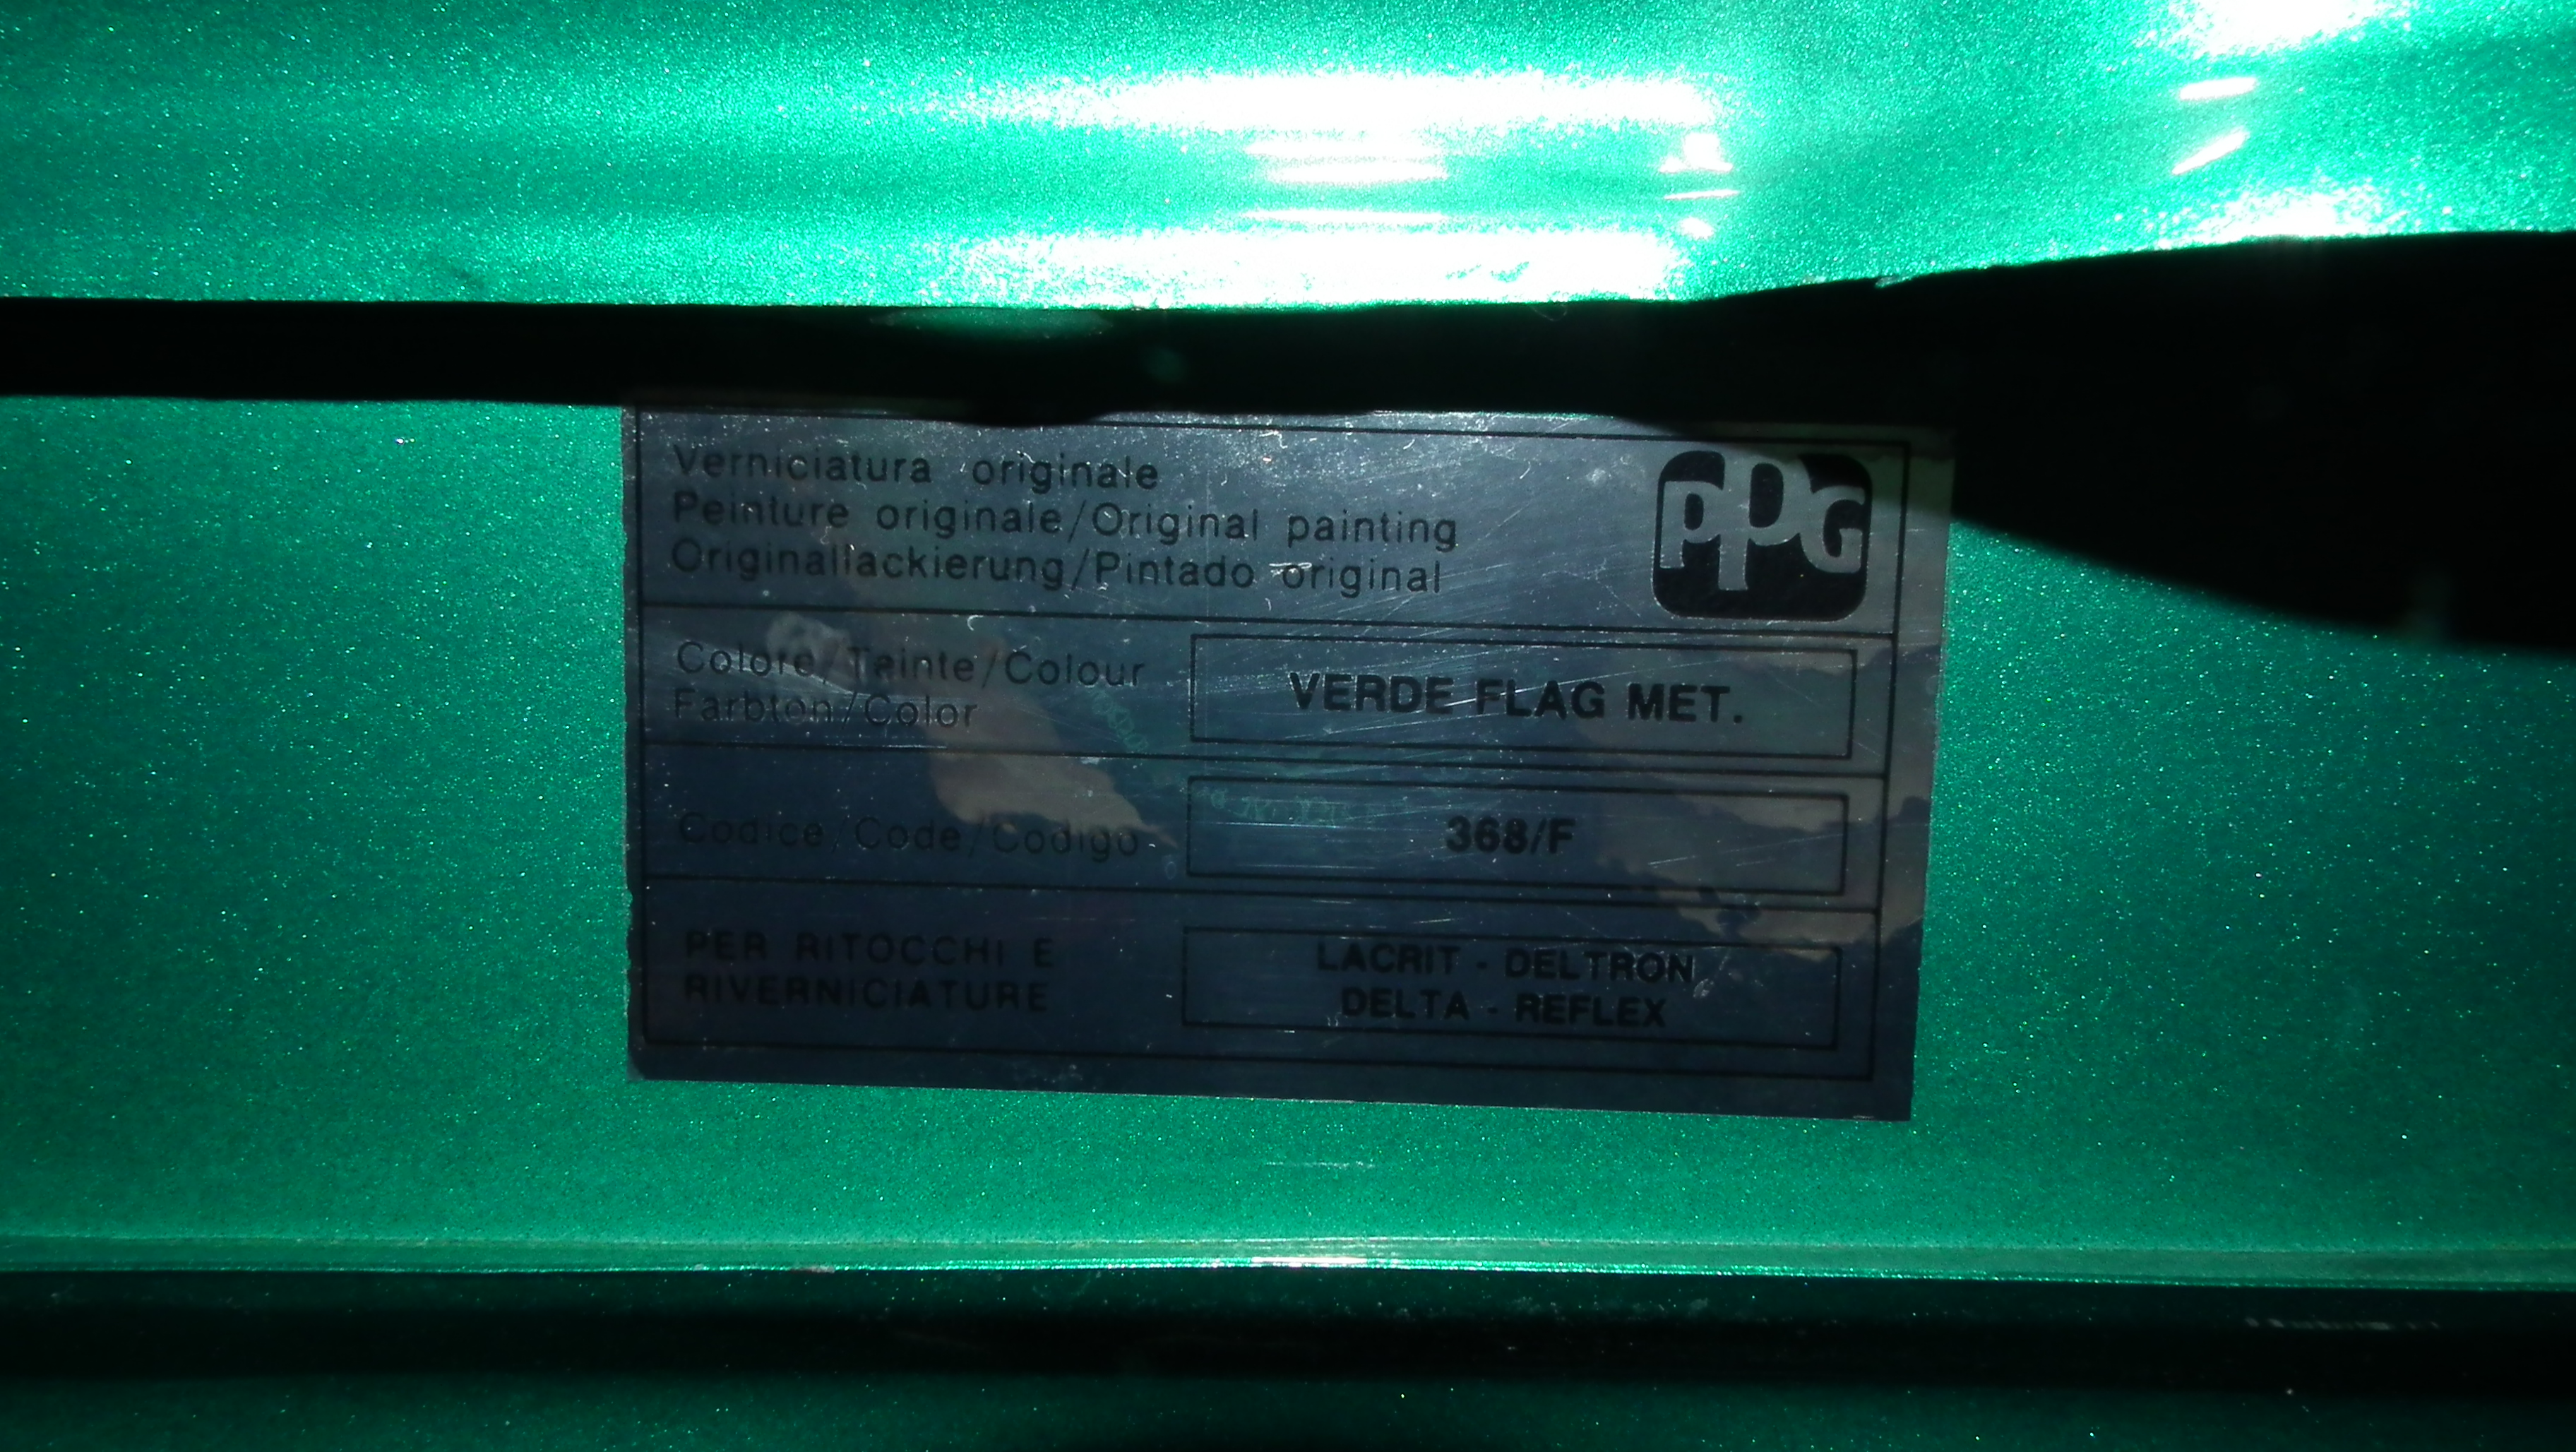 Verniciatura originale
Peinture originale/Original painting
Originallackierung/Pintado original
PPG
Colore/Teinte/Colour
Farbton/Color
VERDE FLAG MET.
Codice/Code/Codigo
368/F
PER RITOCCHI E
RIVERNICIATURE
LACRIT - DELTRON
DELTA - REFLEX